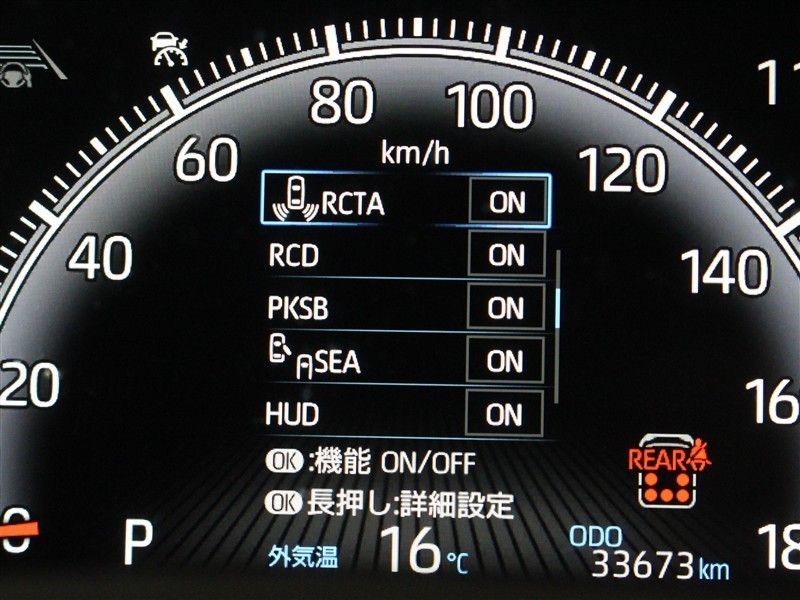 80
100
11
60
km/h
120
RCTA ON
40
RCD ON
140
PKSB ON
20
SEA ON
16
HUD ON
OK:機能 ON/OFF
REAR
OK長押し:詳細設定
0
P
外気温 16℃
ODO
33673km
18